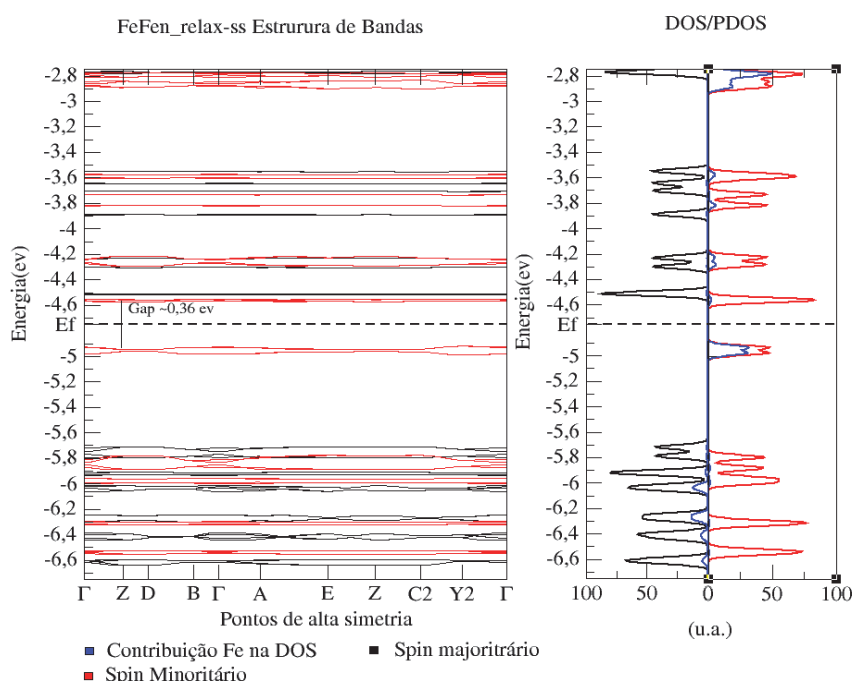 FeFen_relax-ss Estrurura de Bandas
DOS/PDOS
-2,8
-3
-3,2
-3,4
-3,6
-3,8
-4
-4,2
-4,4
-4,6
Ef
-5
-5,2
-5,4
-5,6
-5,8
-6
-6,2
-6,4
-6,6
Energia(ev)
Gap ~0,36 ev
Γ Z D B Γ A E Z C2 Y2 Γ
Pontos de alta simetria
-2,8
-3
-3,2
-3,4
-3,6
-3,8
-4
-4,2
-4,4
-4,6
Ef
-5
-5,2
-5,4
-5,6
-5,8
-6
-6,2
-6,4
-6,6
Energia(ev)
100 50 0 50 100
(u.a.)
Contribuição Fe na DOS
Spin majoritrário
Spin Minoritário